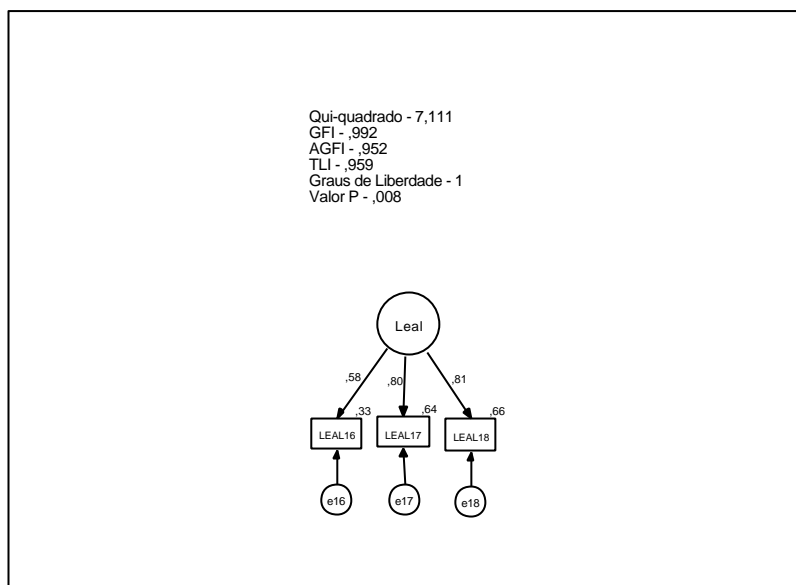 Qui-quadrado - 7,111
GFI - ,992
AGFI - ,952
TLI - ,959
Graus de Liberdade - 1
Valor P - ,008
Leal
,58
,80
,81
,33
,64
,66
LEAL16
LEAL17
LEAL18
e16
e17
e18